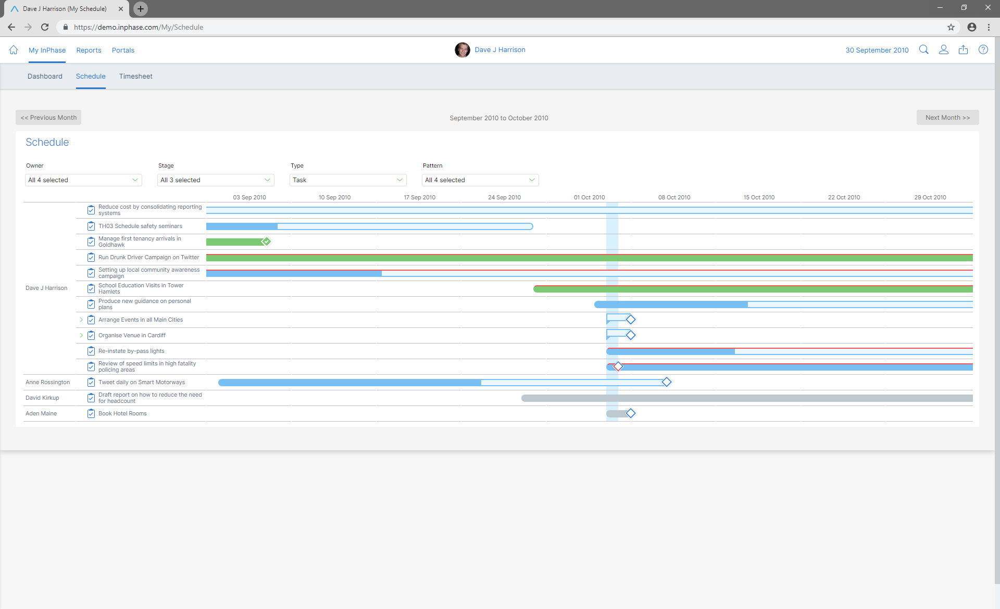 Dave J Harrison (My Schedule)
https://demo.inphase.com/My/Schedule
My InPhase
Reports
Portals
Dave J Harrison
30 September 2010
Dashboard
Schedule
Timesheet
<< Previous Month
September 2010 to October 2010
Next Month >>
Schedule
Owner
Stage
Type
Pattern
All 4 selected
All 3 selected
Task
All 4 selected
03 Sep 2010
10 Sep 2010
17 Sep 2010
24 Sep 2010
01 Oct 2010
08 Oct 2010
15 Oct 2010
22 Oct 2010
29 Oct 2010
Dave J Harrison
Reduce cost by consolidating reporting
systems
TH03 Schedule safety seminars
Manage first tenancy arrivals in
Goldhawk
Run Drunk Driver Campaign on Twitter
Setting up local community awareness
campaign
School Education Visits in Tower
Hamlets
Produce new guidance on personal
plans
Arrange Events in all Main Cities
Organise Venue in Cardiff
Re-instate by-pass lights
Review of speed limits in high fatality
policing areas
Anne Rossington
Tweet daily on Smart Motorways
David Kirkup
Draft report on how to reduce the need
for headcount
Aden Maine
Book Hotel Rooms